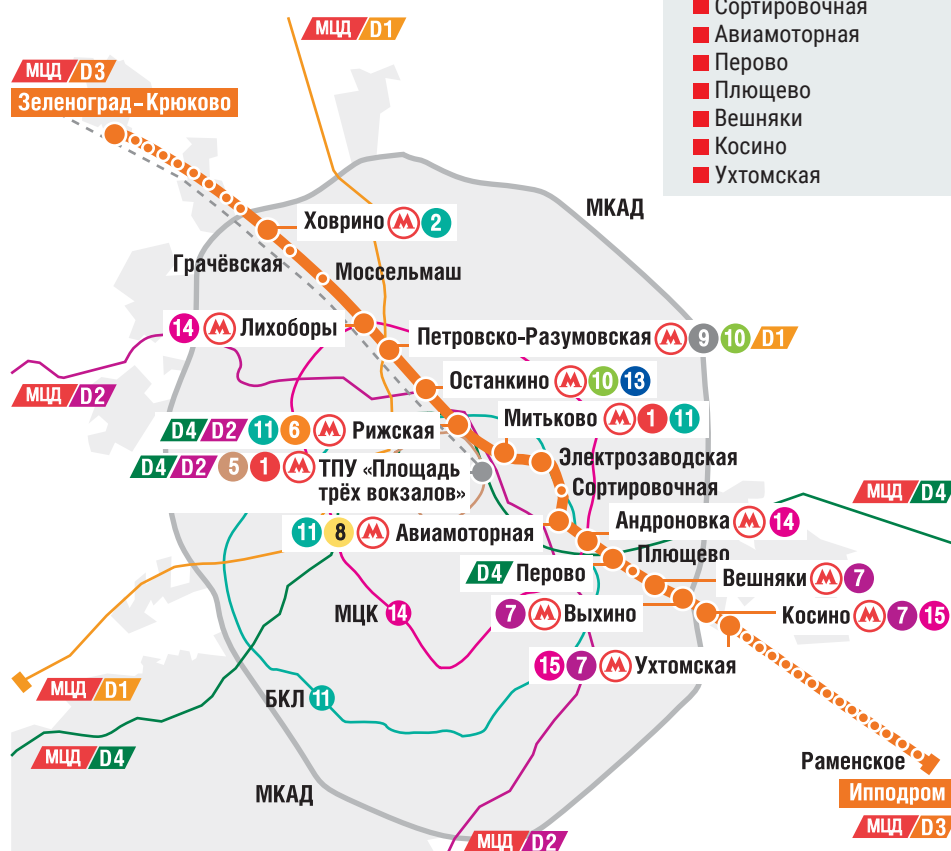 Сортировочная
Авиамоторная
Перово
Плющево
Вешняки
Косино
Ухтомская
МЦД D1
МЦД D3
Зеленоград–Крюково
МКАД
Ховрино М 2
Грачёвская
Моссельмаш
14 М Лихоборы
Петровско-Разумовская М 9 10 D1
МЦД D2
Останкино М 10 13
Митьково М 1 11
D4 D2 11 6 М Рижская
Электрозаводская
D4 D2 5 1 М ТПУ «Площадь
трёх вокзалов»
Сортировочная
МЦД D4
11 8 М Авиамоторная
Андроновка М 14
Плющево
D4 Перово
Вешняки М 7
МЦК 14
7 М Выхино
Косино М 7 15
15 7 М Ухтомская
МЦД D1
БКЛ 11
МЦД D4
Раменское
МКАД
Ипподром
МЦД D3
МЦД D2